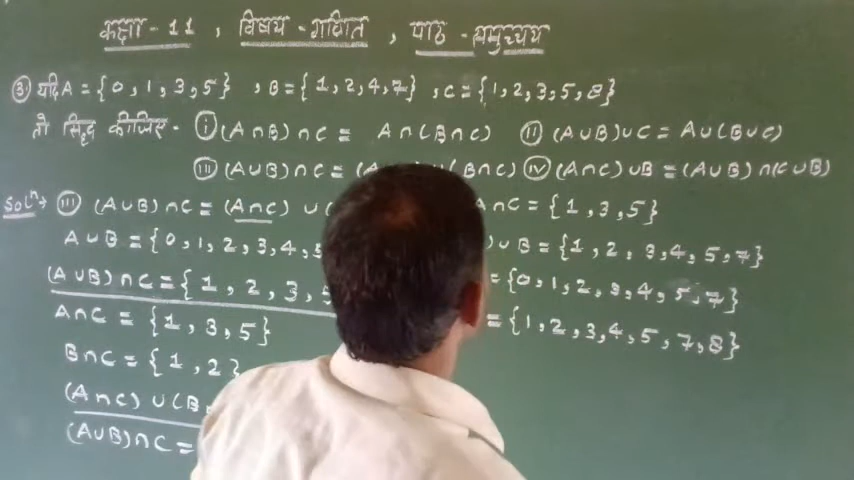 कक्षा - 11 , विषय - गणित , पाठ - समुच्चय
③ यदि A = {0, 1, 3, 5} , B = {1, 2, 4, 7} , C = {1, 2, 3, 5, 8}
तो सिद्ध कीजिए - ⓘ (A ∩ B) ∩ C = A ∩ (B ∩ C) ⓘⓘ (A ∪ B) ∪ C = A ∪ (B ∪ C)
ⓘⓘⓘ (A ∪ B) ∩ C = (A ∪ (B ∩ C) ⓘⓥ (A ∩ C) ∪ B = (A ∪ B) ∩ (C ∪ B)
Solⁿ → ⓘⓘⓘ (A ∪ B) ∩ C = (A ∩ C) ∪ (
A ∪ B = {0, 1, 2, 3, 4,
(A ∪ B) ∩ C = {1, 2, 3, 5
A ∩ C = {1, 3, 5}
B ∩ C = {1, 2}
(A ∩ C) ∪ (B
(A ∪ B) ∩ C =
A ∩ C = {1, 3, 5}
) ∪ B = {1, 2, 3, 4, 5, 7}
= {0, 1, 2, 3, 4, 5, 7}
= {1, 2, 3, 4, 5, 7, 8}